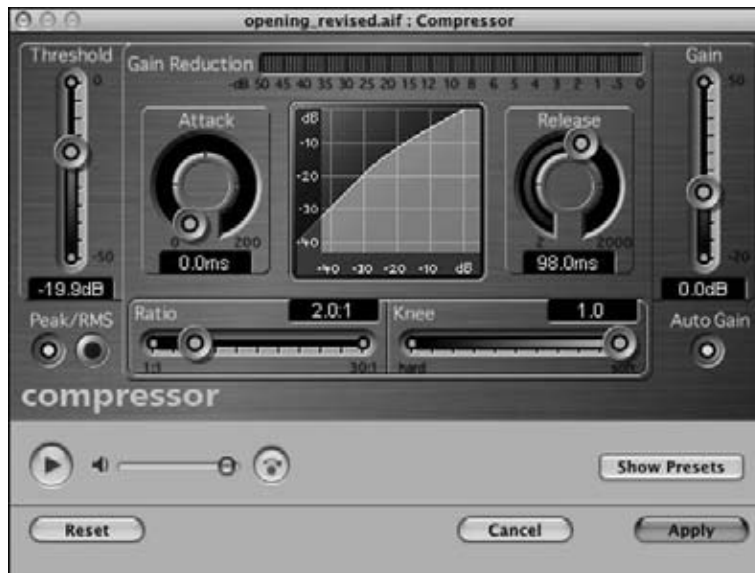 opening_revised.aif : Compressor
Threshold
0
-50
-19.9dB
Peak/RMS
Gain Reduction
-dB 50 45 40 35 30 25 20 15 12 10 8 6 5 4 3 2 1 .5 0
Attack
0 200
0.0ms
dB
-10
-20
-30
-40
-40 -30 -20 -10 dB
Release
2 2000
98.0ms
Gain
50
-20
0.0dB
Auto Gain
Ratio 2.0:1
1:1 30:1
Knee 1.0
hard soft
compressor
Show Presets
Reset
Cancel
Apply